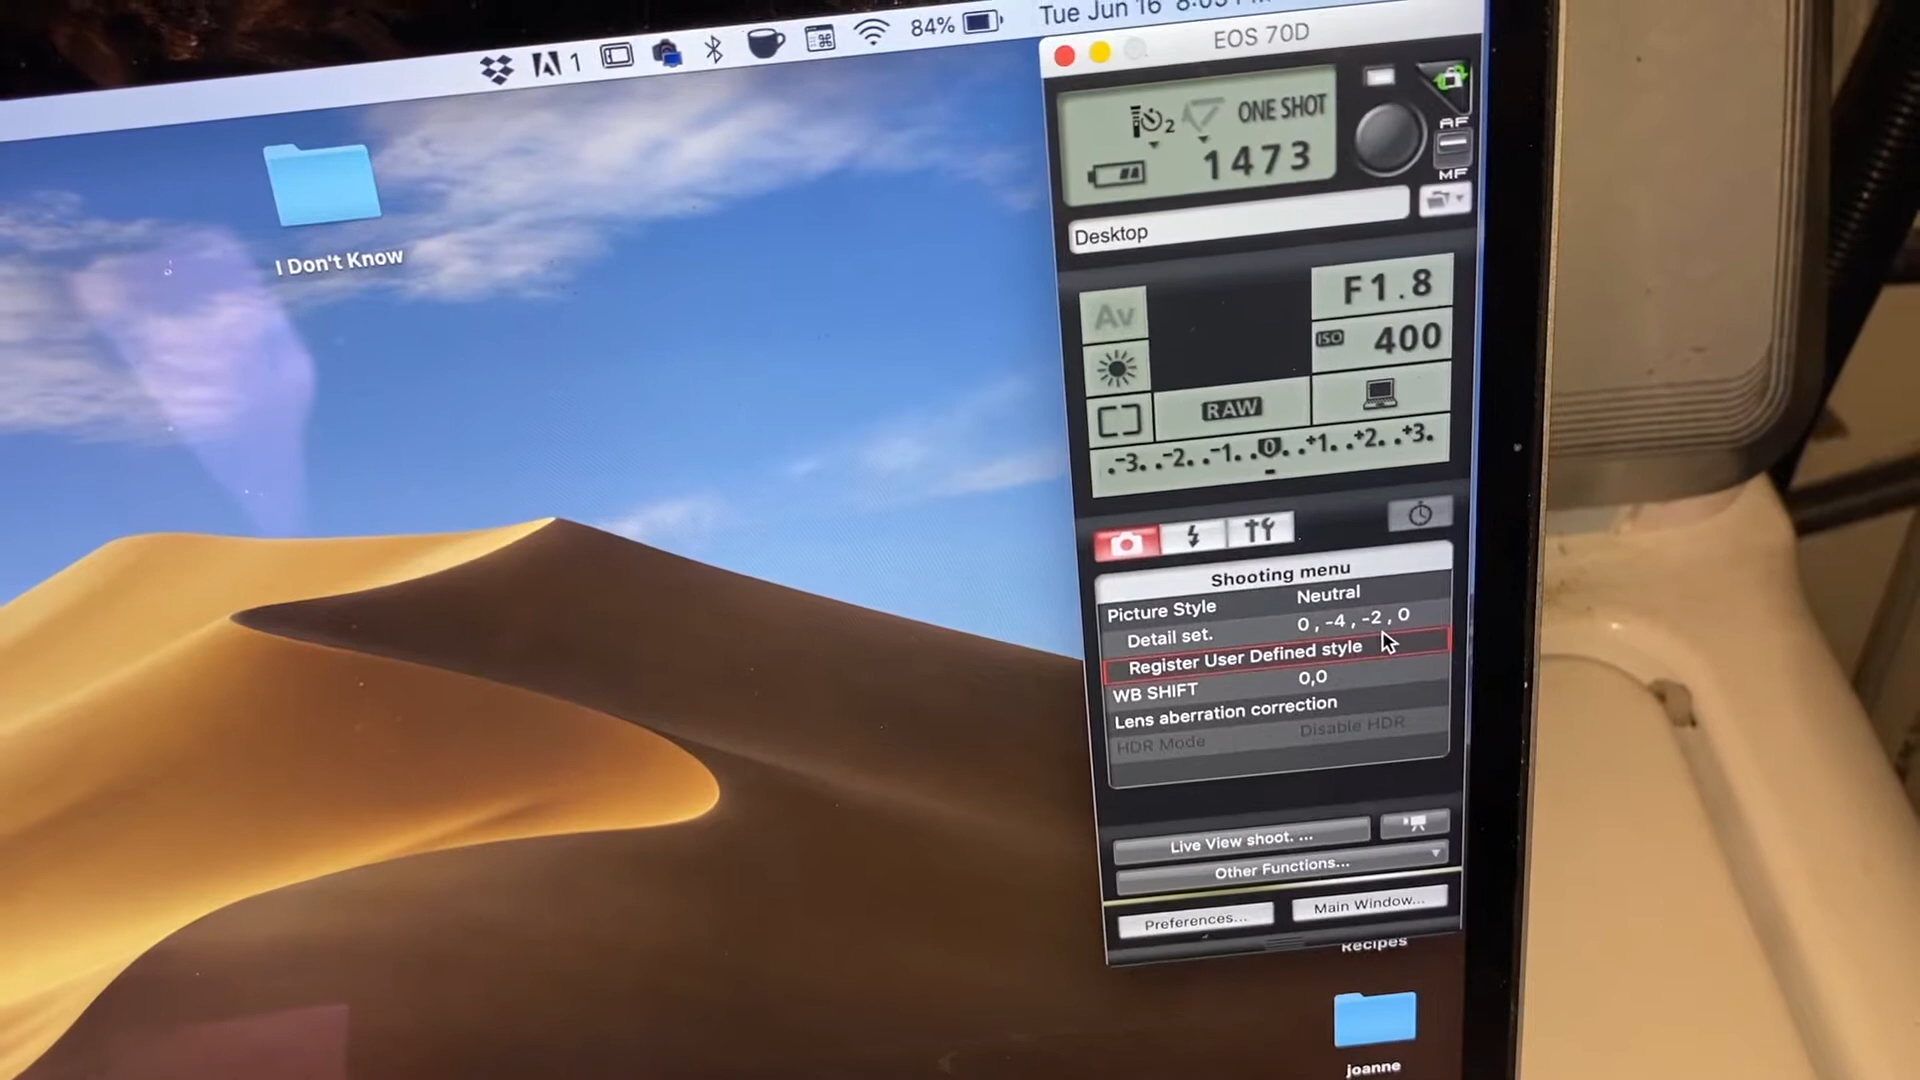 1
84%
Tue Jun 16
EOS 70D
I Don't Know
2
ONE SHOT
1473
AF
MF
Desktop
Av
F1.8
ISO 400
RAW
.-3. .-2. .-1. .0. .+1. .+2. .+3.
Shooting menu
Picture Style Neutral
Detail set. 0 , -4 , -2 , 0
Register User Defined style
WB SHIFT 0,0
Lens aberration correction
HDR Mode Disable HDR
Live View shoot. ...
Other Functions...
Preferences...
Main Window...
Recipes
joanne